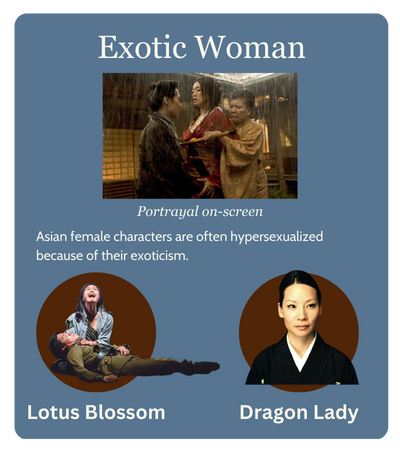 Exotic Woman
Portrayal on-screen
Asian female characters are often hypersexualized
because of their exoticism.
Lotus Blossom
Dragon Lady